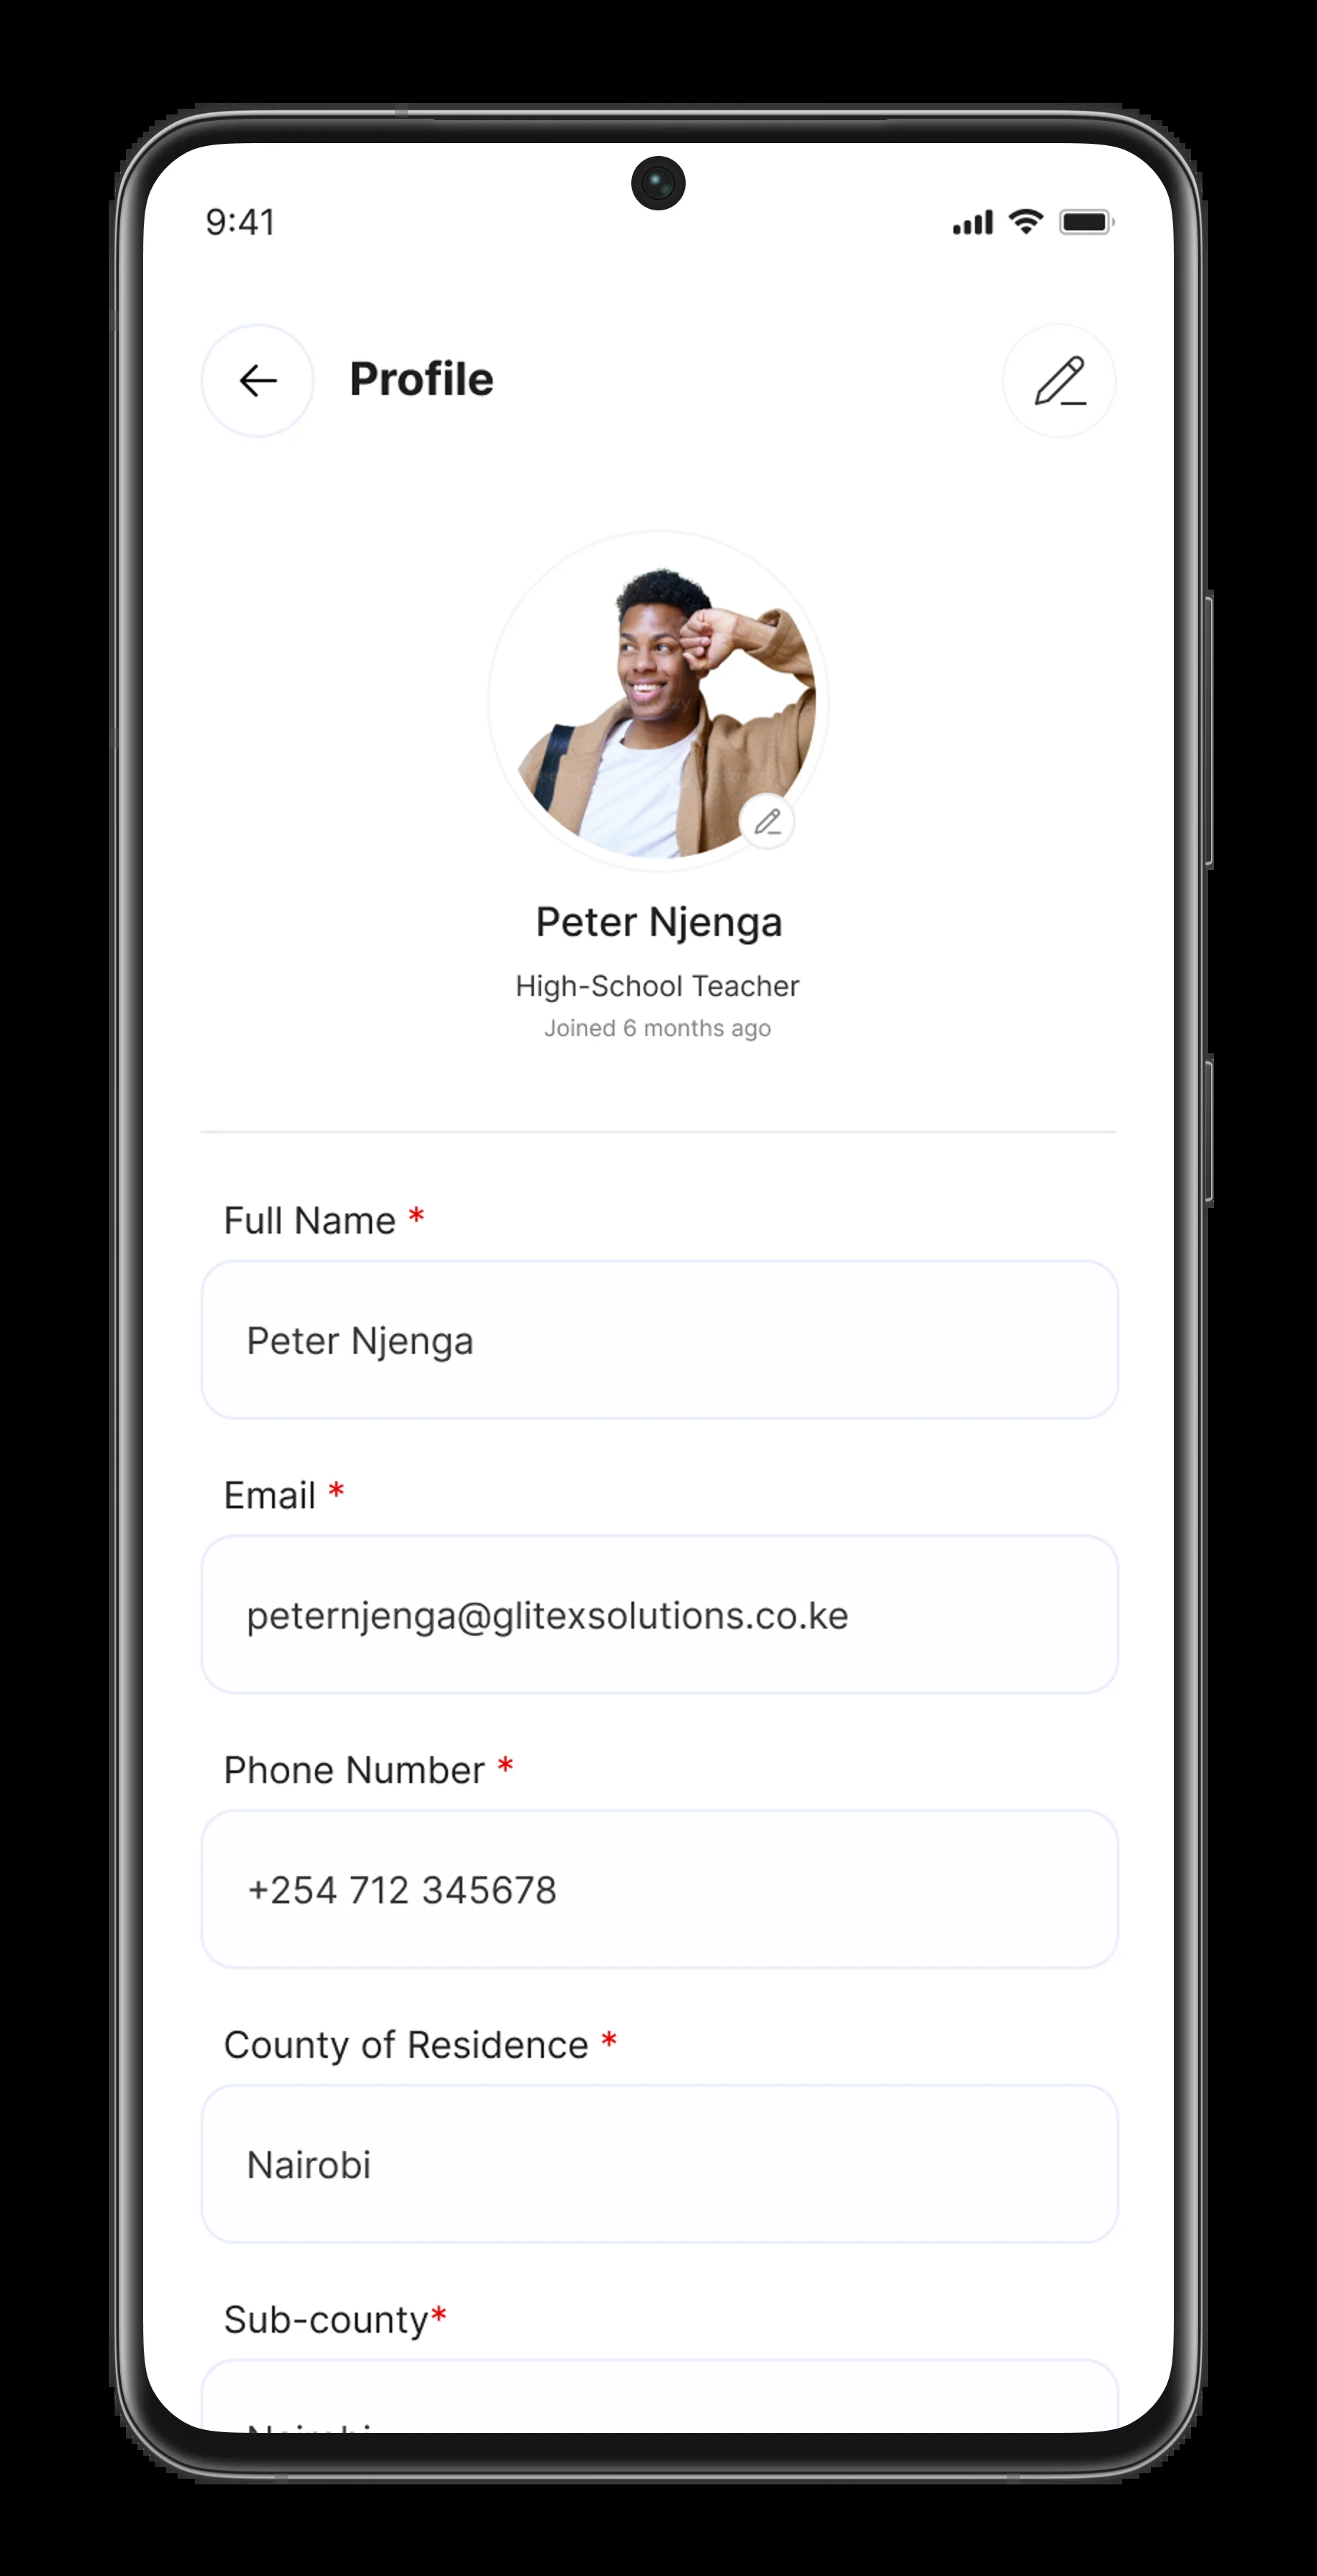 9:41
Profile
Peter Njenga
High-School Teacher
Joined 6 months ago
Full Name *
Peter Njenga
Email *
peternjenga@glitexsolutions.co.ke
Phone Number *
+254 712 345678
County of Residence *
Nairobi
Sub-county*